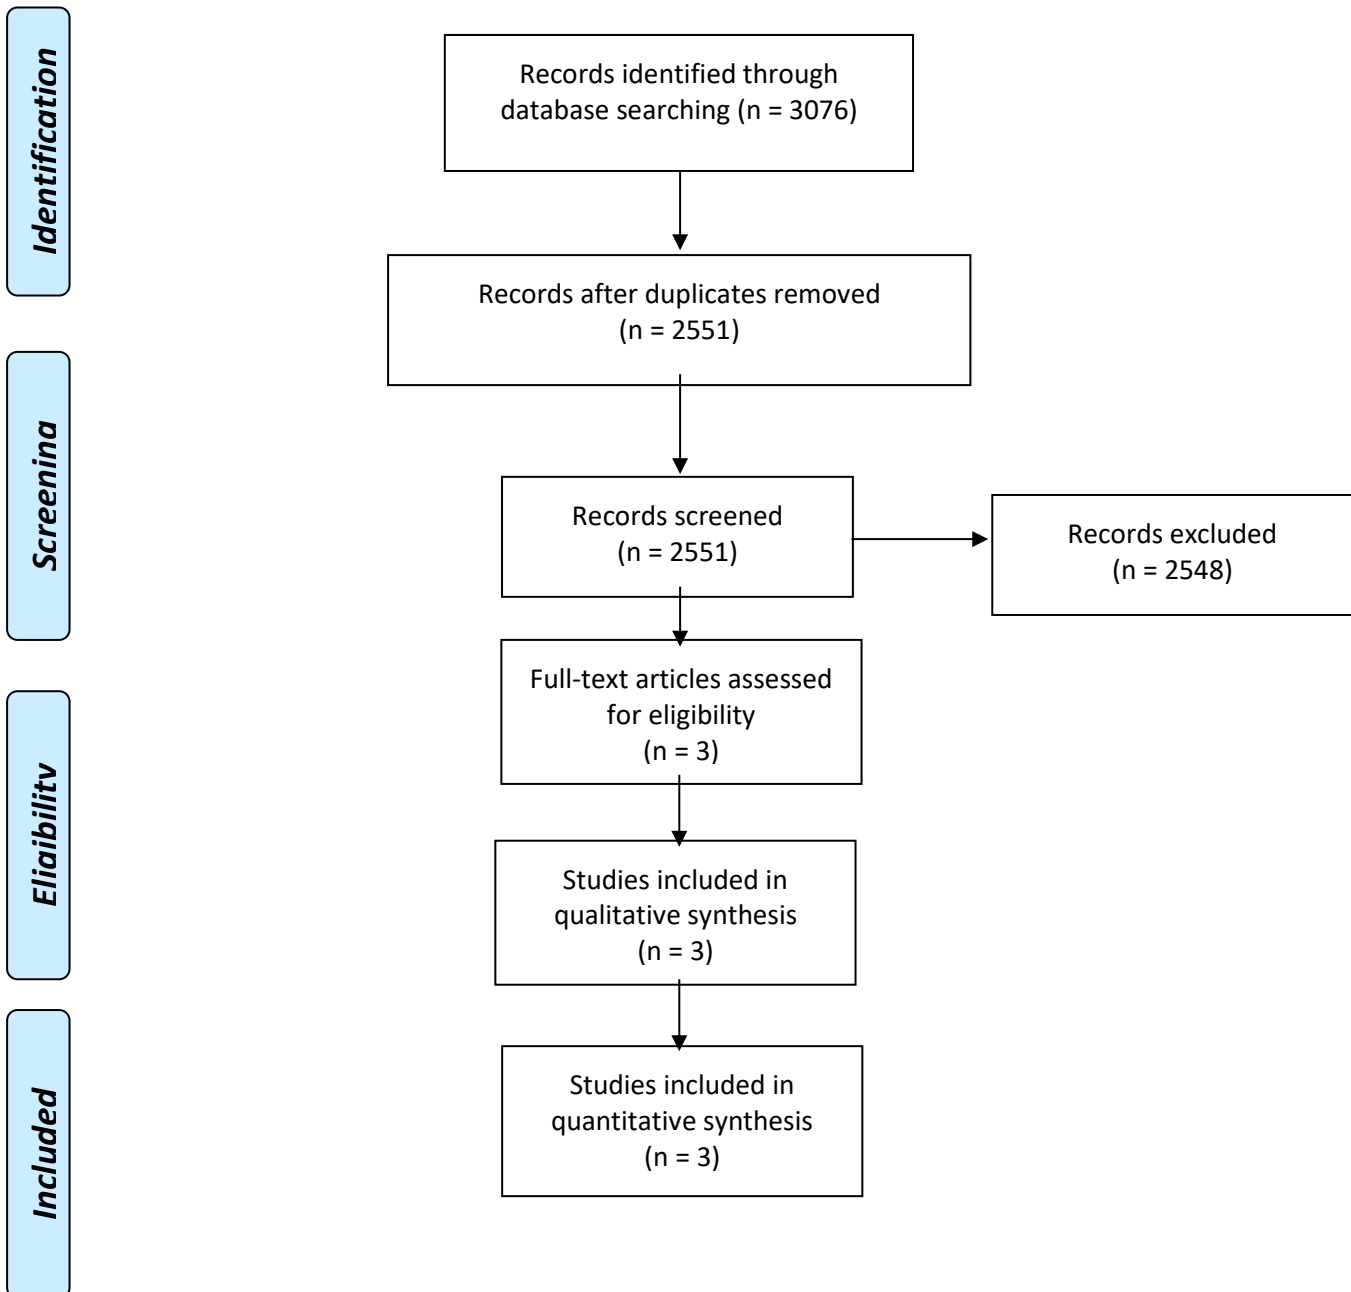 Identification
Records identified through
database searching (n = 3076)
Records after duplicates removed
(n = 2551)
Screening
Records screened
(n = 2551)
Records excluded
(n = 2548)
Full-text articles assessed
for eligibility
(n = 3)
Eligibility
Studies included in
qualitative synthesis
(n = 3)
Included
Studies included in
quantitative synthesis
(n = 3)